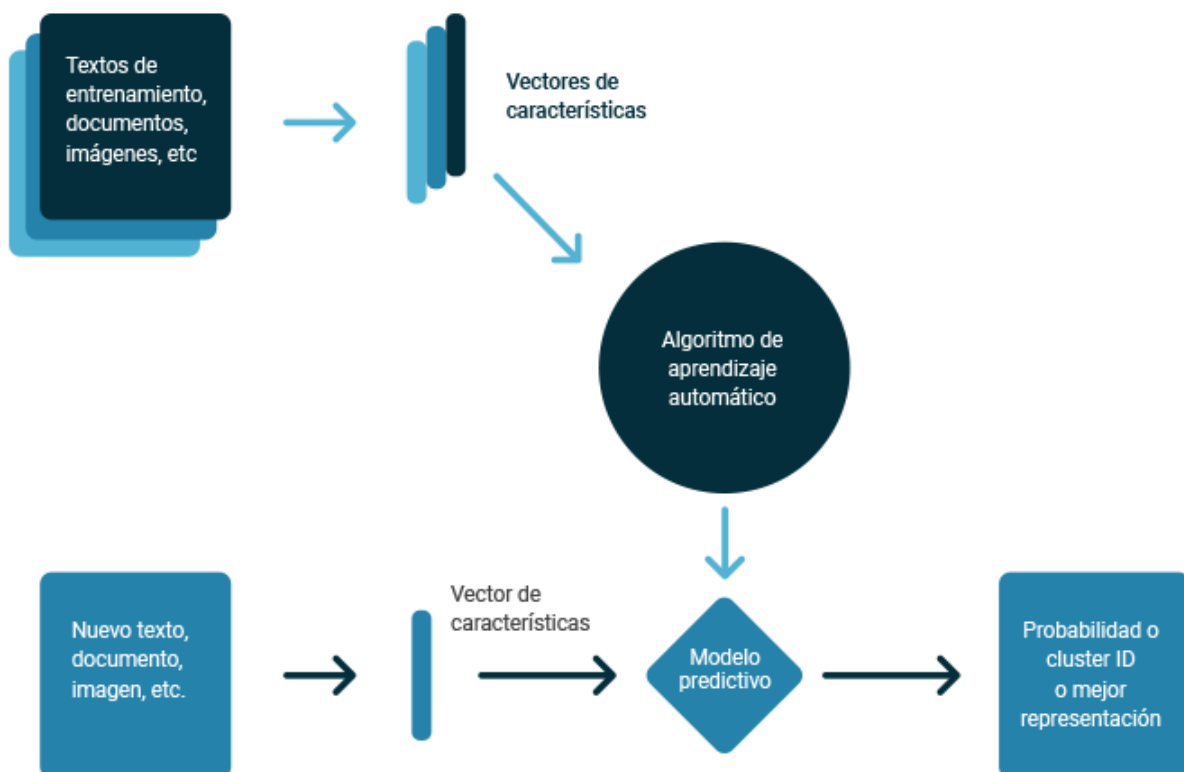 Textos de
entrenamiento,
documentos,
imágenes, etc
Vectores de
características
Algoritmo de
aprendizaje
automático
Nuevo texto,
documento,
imagen, etc.
Vector de
características
Modelo
predictivo
Probabilidad o
cluster ID
o mejor
representación